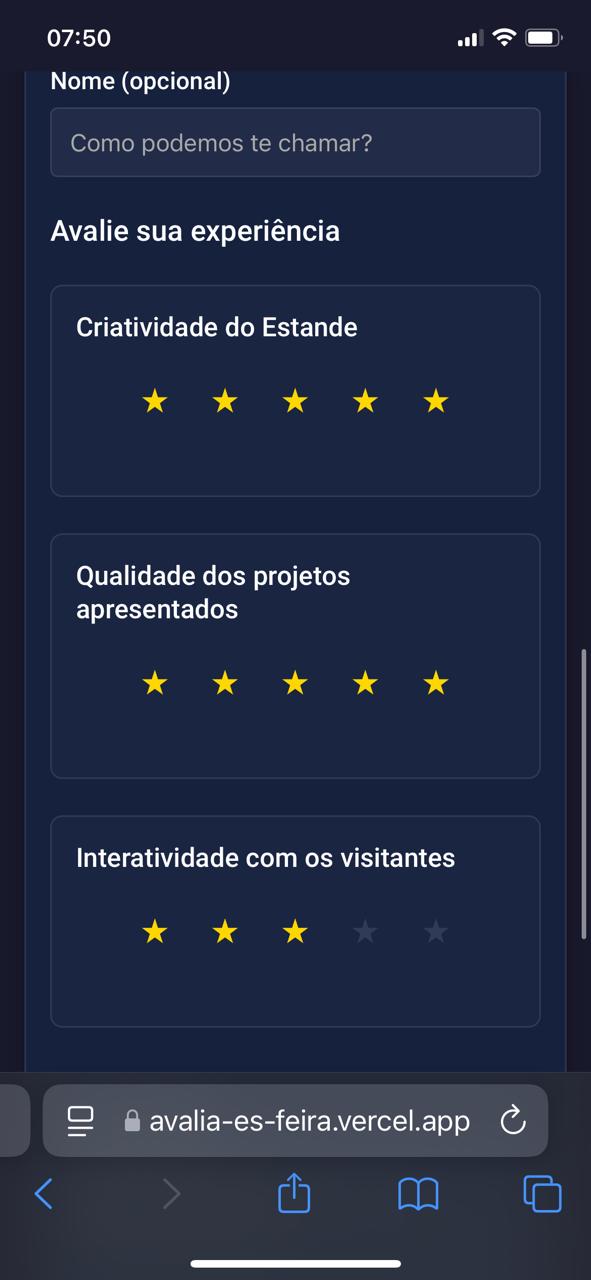 07:50
Nome (opcional)
Como podemos te chamar?
Avalie sua experiência
Criatividade do Estande
Qualidade dos projetos
apresentados
Interatividade com os visitantes
avalia-es-feira.vercel.app